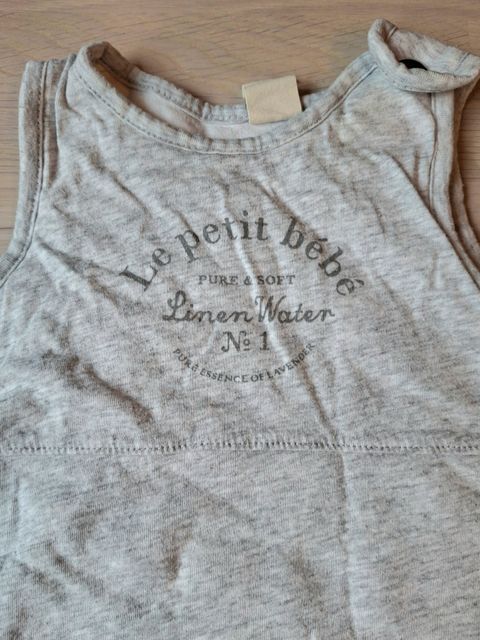 Le petit bébé
PURE & SOFT
Linen Water
Nº 1
PURE ESSENCE OF LAVENDER